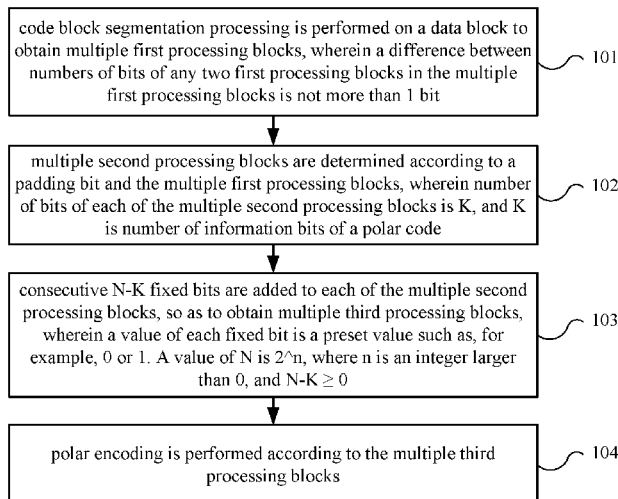 code block segmentation processing is performed on a data block to
obtain multiple first processing blocks, wherein a difference between
numbers of bits of any two first processing blocks in the multiple
first processing blocks is not more than 1 bit
101
multiple second processing blocks are determined according to a
padding bit and the multiple first processing blocks, wherein number
of bits of each of the multiple second processing blocks is K, and K
is number of information bits of a polar code
102
consecutive N-K fixed bits are added to each of the multiple second
processing blocks, so as to obtain multiple third processing blocks,
wherein a value of each fixed bit is a preset value such as, for
example, 0 or 1. A value of N is 2^n, where n is an integer larger
than 0, and N-K ≥ 0
103
polar encoding is performed according to the multiple third
processing blocks
104